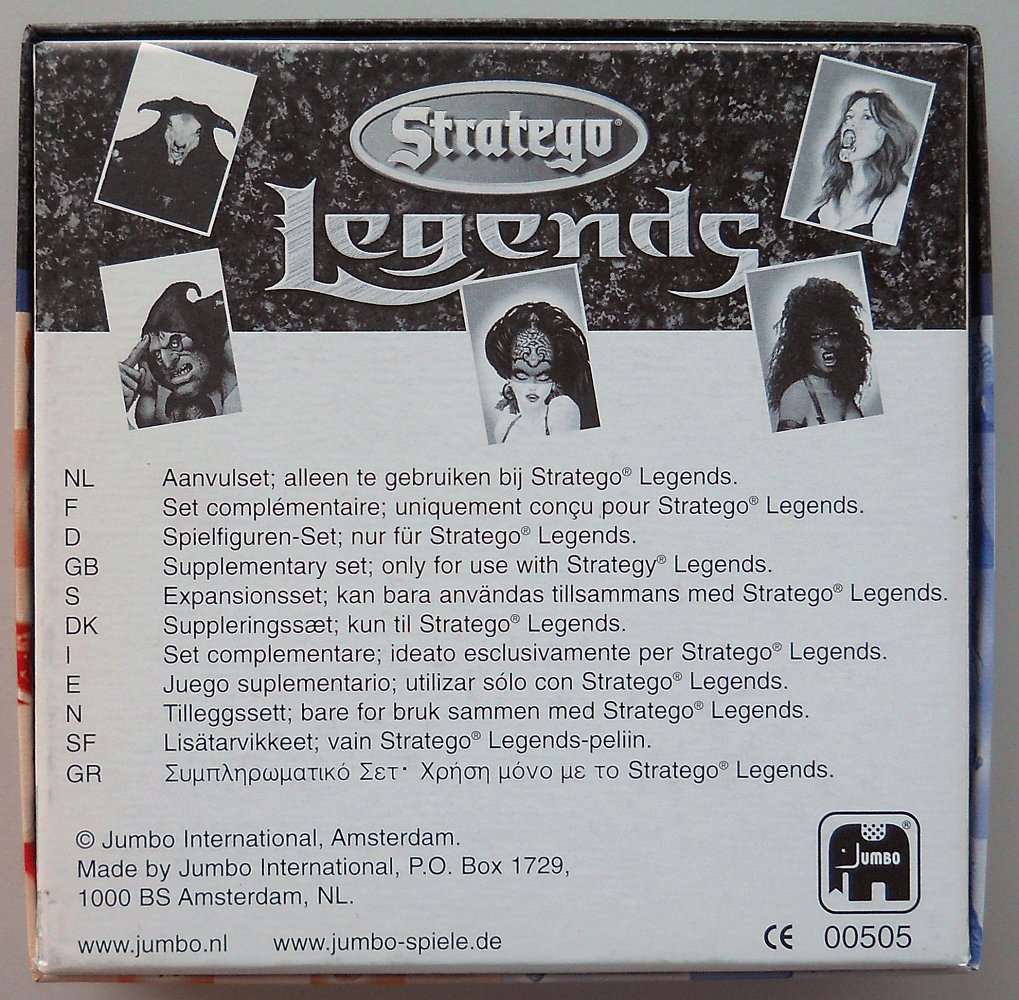 Stratego®
Legends
NL Aanvulset; alleen te gebruiken bij Stratego® Legends.
F Set complémentaire; uniquement conçu pour Stratego® Legends.
D Spielfiguren-Set; nur für Stratego® Legends.
GB Supplementary set; only for use with Strategy® Legends.
S Expansionsset; kan bara användas tillsammans med Stratego® Legends.
DK Suppleringssæt; kun til Stratego® Legends.
I Set complementare; ideato esclusivamente per Stratego® Legends.
E Juego suplementario; utilizar sólo con Stratego® Legends.
N Tilleggssett; bare for bruk sammen med Stratego® Legends.
SF Lisätarvikkeet; vain Stratego® Legends-peliin.
GR Συμπληρωματικό Σετ· Χρήση μόνο με το Stratego® Legends.
© Jumbo International, Amsterdam.
Made by Jumbo International, P.O. Box 1729,
1000 BS Amsterdam, NL.
JUMBO®
www.jumbo.nl www.jumbo-spiele.de CE 00505